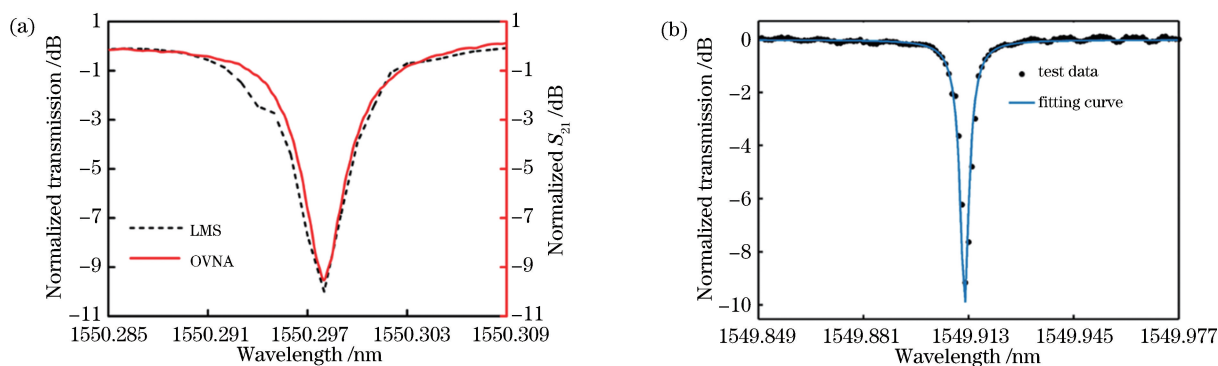 (a)
Normalized transmission /dB
1
−1
−3
−5
−7
−9
−11
LMS
OVNA
1
−1
−3
−5
−7
−9
−11
Normalized S21 /dB
1550.285 1550.291 1550.297 1550.303 1550.309
Wavelength /nm
(b)
Normalized transmission /dB
0
−2
−4
−6
−8
−10
test data
fitting curve
1549.849 1549.881 1549.913 1549.945 1549.977
Wavelength /nm